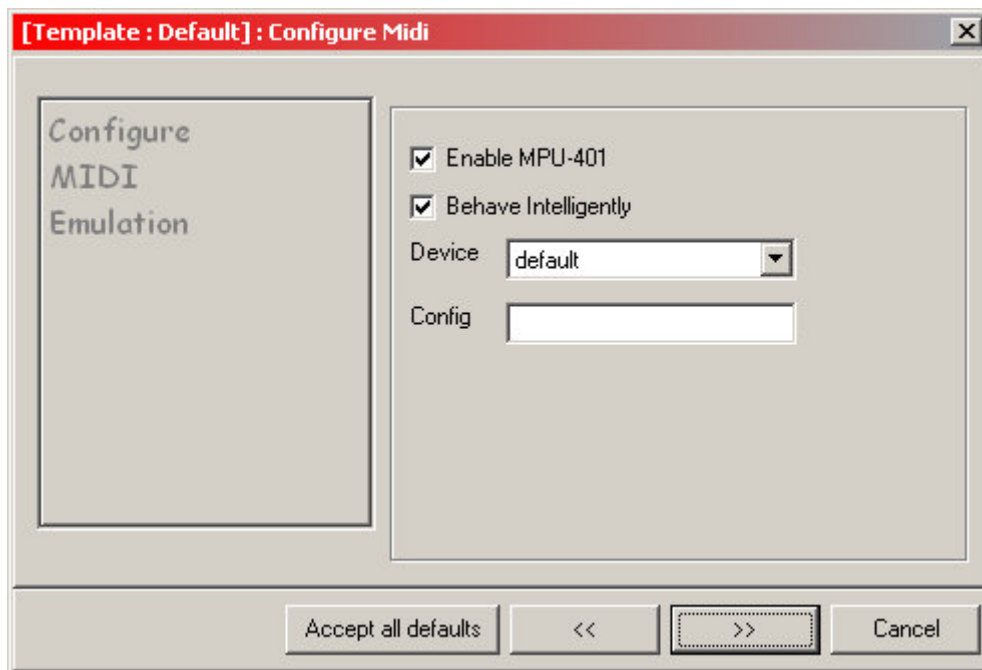 [Template : Default] : Configure Midi
Configure
MIDI
Emulation
Enable MPU-401
Behave Intelligently
Device default
Config
Accept all defaults << >> Cancel